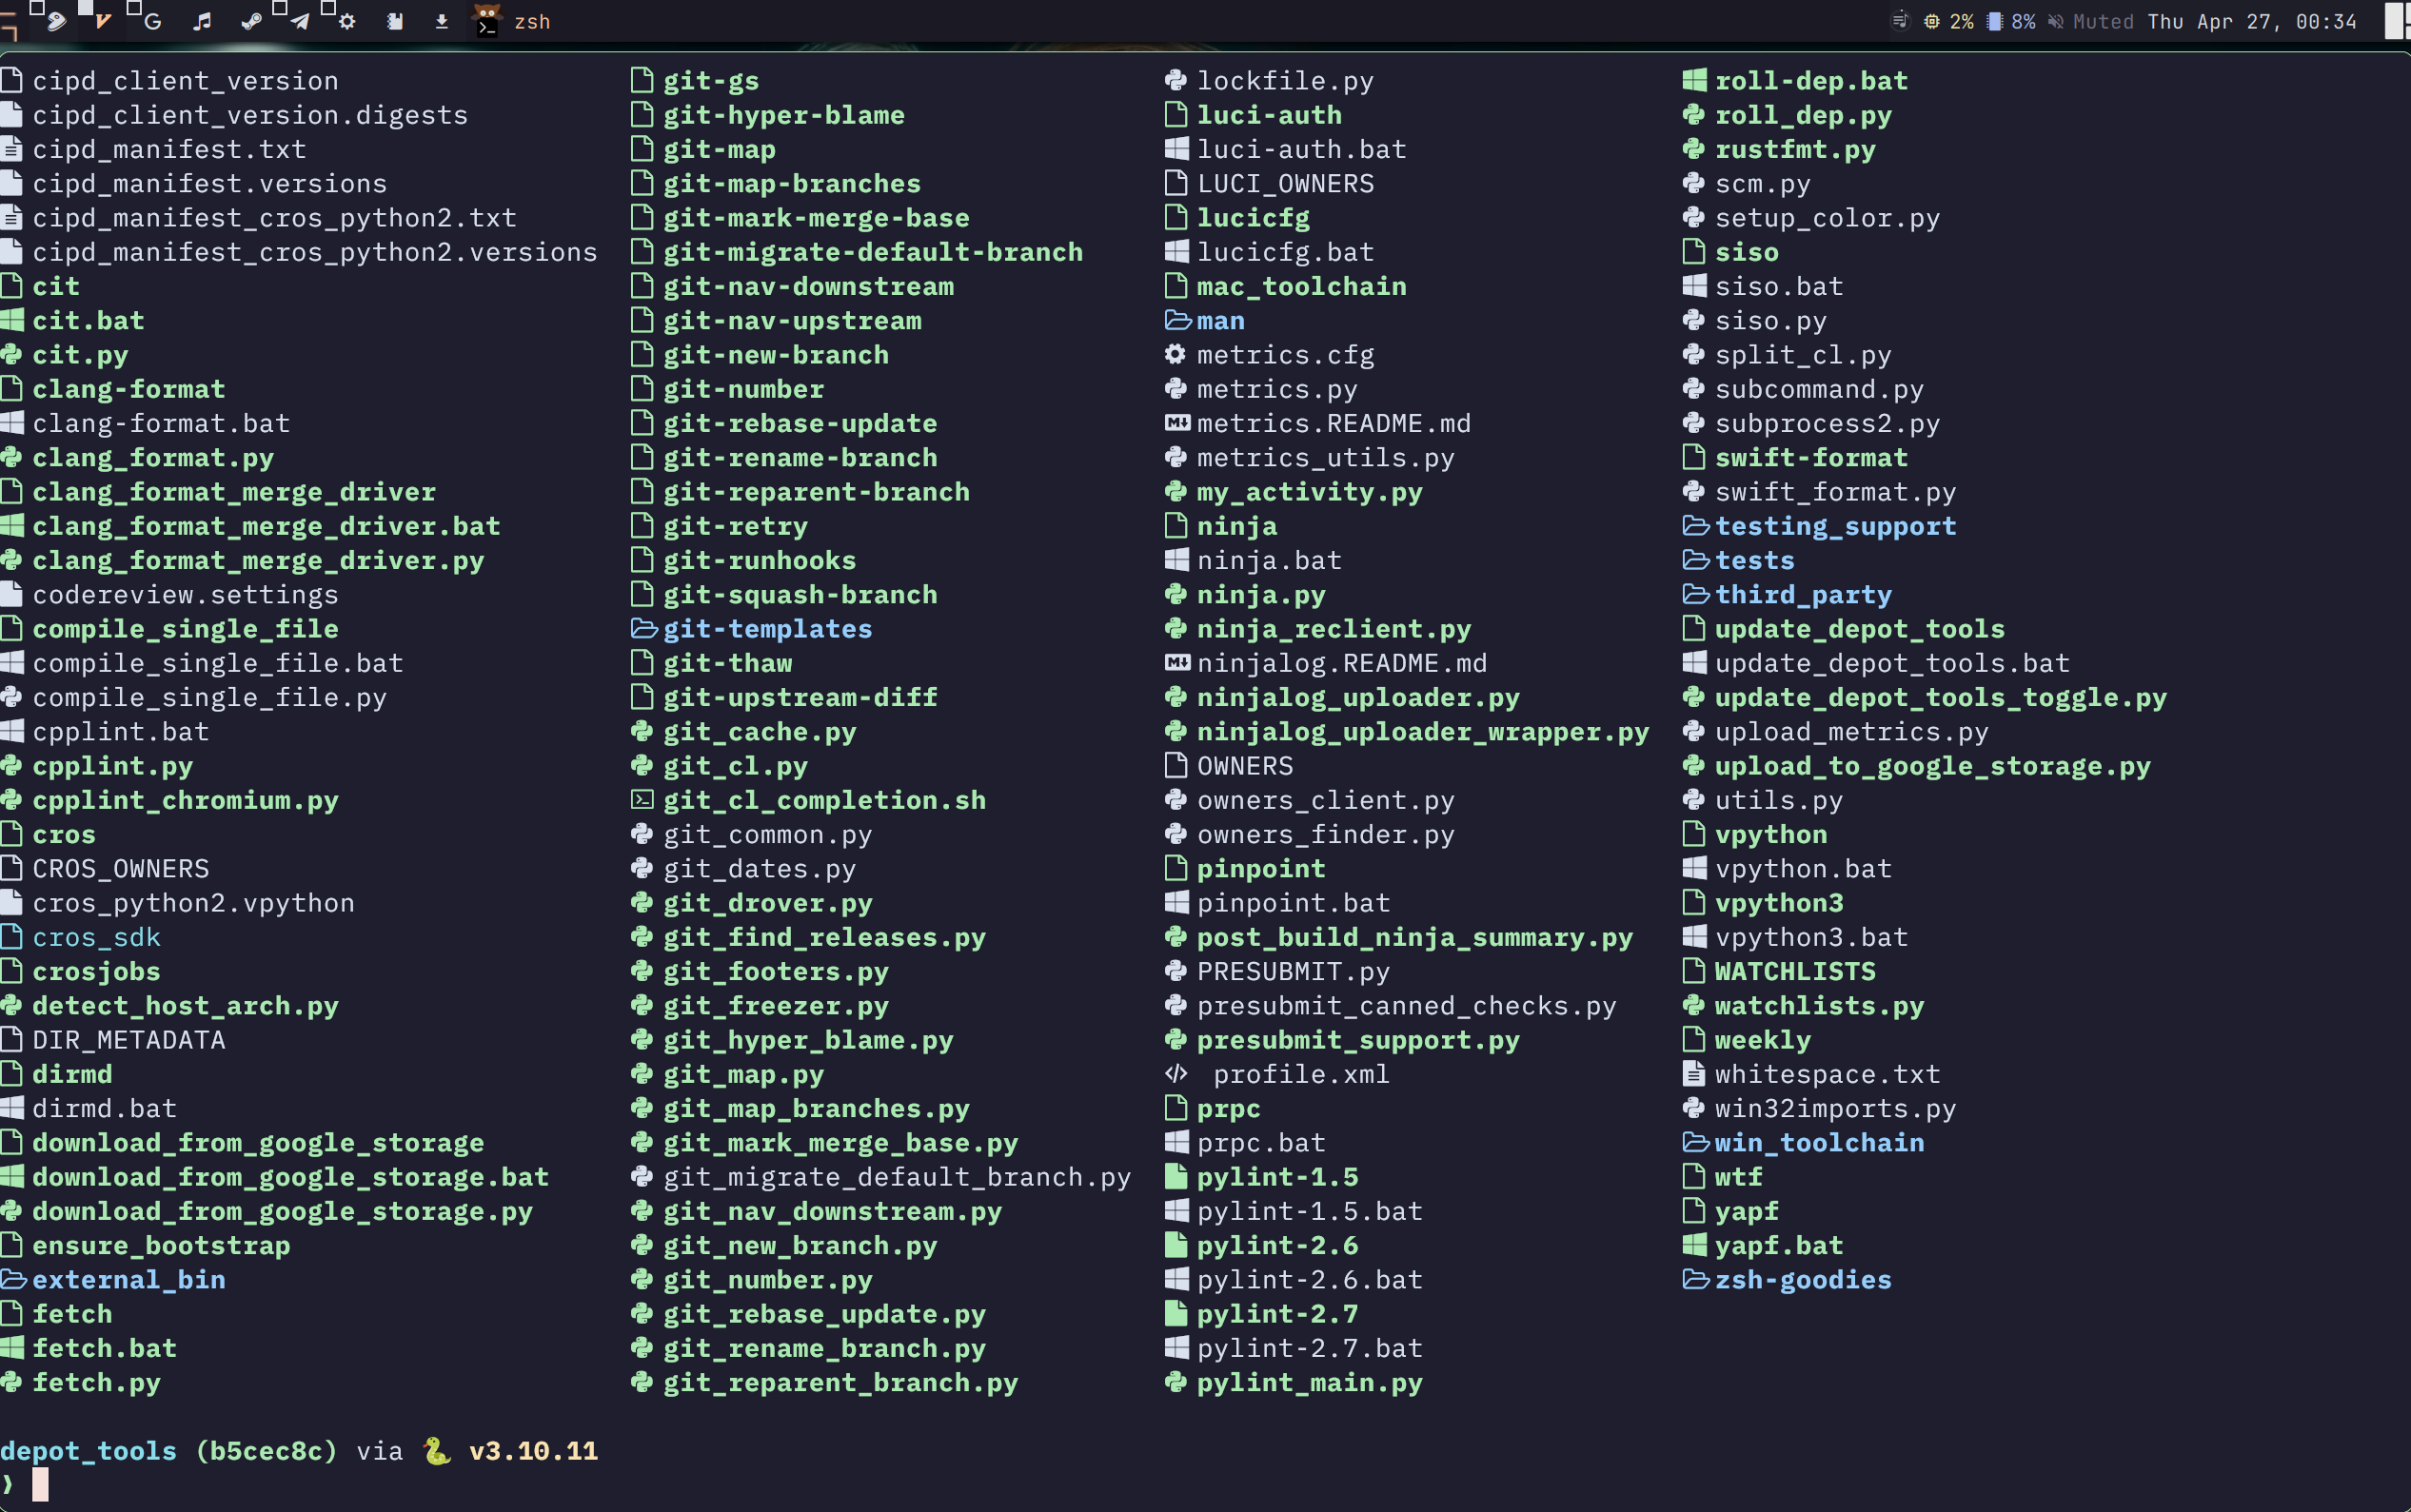 zsh
2% 8% Muted Thu Apr 27, 00:34
cipd_client_version git-gs lockfile.py roll-dep.bat
cipd_client_version.digests git-hyper-blame luci-auth roll_dep.py
cipd_manifest.txt git-map luci-auth.bat rustfmt.py
cipd_manifest.versions git-map-branches LUCI_OWNERS scm.py
cipd_manifest_cros_python2.txt git-mark-merge-base lucicfg setup_color.py
cipd_manifest_cros_python2.versions git-migrate-default-branch lucicfg.bat siso
cit git-nav-downstream mac_toolchain siso.bat
cit.bat git-nav-upstream man siso.py
cit.py git-new-branch metrics.cfg split_cl.py
clang-format git-number metrics.py subcommand.py
clang-format.bat git-rebase-update metrics.README.md subprocess2.py
clang_format.py git-rename-branch metrics_utils.py swift-format
clang_format_merge_driver git-reparent-branch my_activity.py swift_format.py
clang_format_merge_driver.bat git-retry ninja testing_support
clang_format_merge_driver.py git-runhooks ninja.bat tests
codereview.settings git-squash-branch ninja.py third_party
compile_single_file git-templates ninja_reclient.py update_depot_tools
compile_single_file.bat git-thaw ninjalog.README.md update_depot_tools.bat
compile_single_file.py git-upstream-diff ninjalog_uploader.py update_depot_tools_toggle.py
cpplint.bat git_cache.py ninjalog_uploader_wrapper.py upload_metrics.py
cpplint.py git_cl.py OWNERS upload_to_google_storage.py
cpplint_chromium.py git_cl_completion.sh owners_client.py utils.py
cros git_common.py owners_finder.py vpython
CROS_OWNERS git_dates.py pinpoint vpython.bat
cros_python2.vpython git_drover.py pinpoint.bat vpython3
cros_sdk git_find_releases.py post_build_ninja_summary.py vpython3.bat
crosjobs git_footers.py PRESUBMIT.py WATCHLISTS
detect_host_arch.py git_freezer.py presubmit_canned_checks.py watchlists.py
DIR_METADATA git_hyper_blame.py presubmit_support.py weekly
dirmd git_map.py profile.xml whitespace.txt
dirmd.bat git_map_branches.py prpc win32imports.py
download_from_google_storage git_mark_merge_base.py prpc.bat win_toolchain
download_from_google_storage.bat git_migrate_default_branch.py pylint-1.5 wtf
download_from_google_storage.py git_nav_downstream.py pylint-1.5.bat yapf
ensure_bootstrap git_new_branch.py pylint-2.6 yapf.bat
external_bin git_number.py pylint-2.6.bat zsh-goodies
fetch git_rebase_update.py pylint-2.7
fetch.bat git_rename_branch.py pylint-2.7.bat
fetch.py git_reparent_branch.py pylint_main.py
depot_tools (b5cec8c) via 🐍 v3.10.11
❯